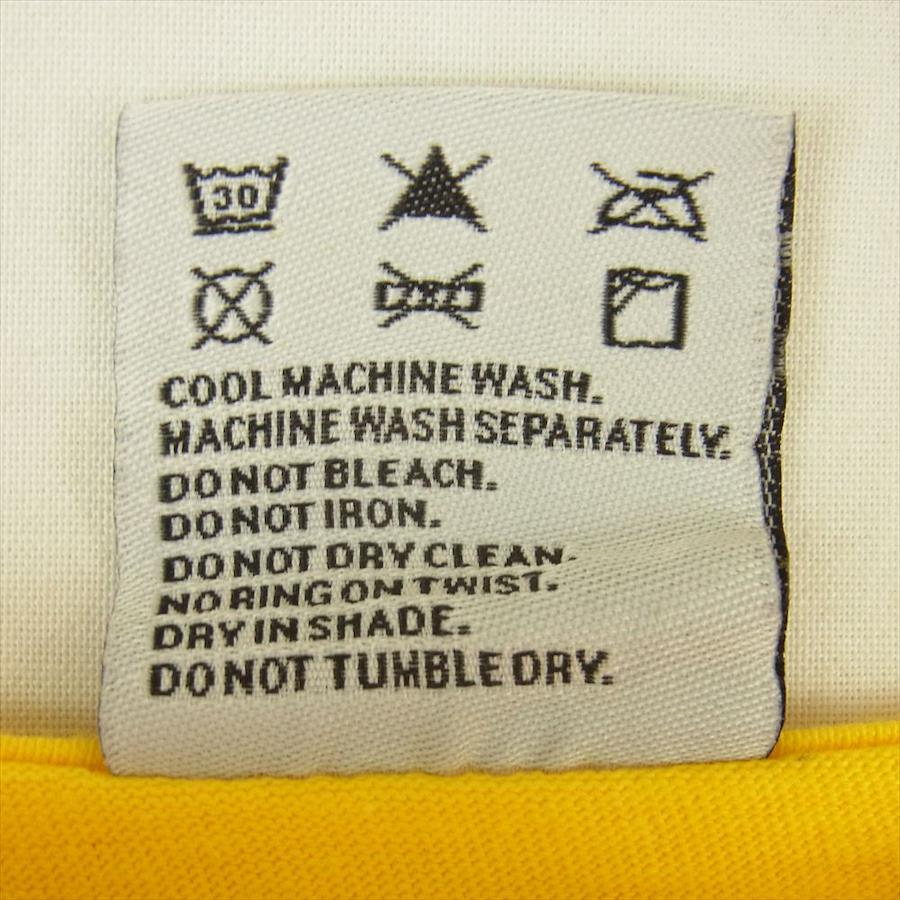 30
COOL MACHINE WASH.
MACHINE WASH SEPARATELY.
DO NOT BLEACH.
DO NOT IRON.
DO NOT DRY CLEAN.
NO RING ON TWIST.
DRY IN SHADE.
DO NOT TUMBLE DRY.